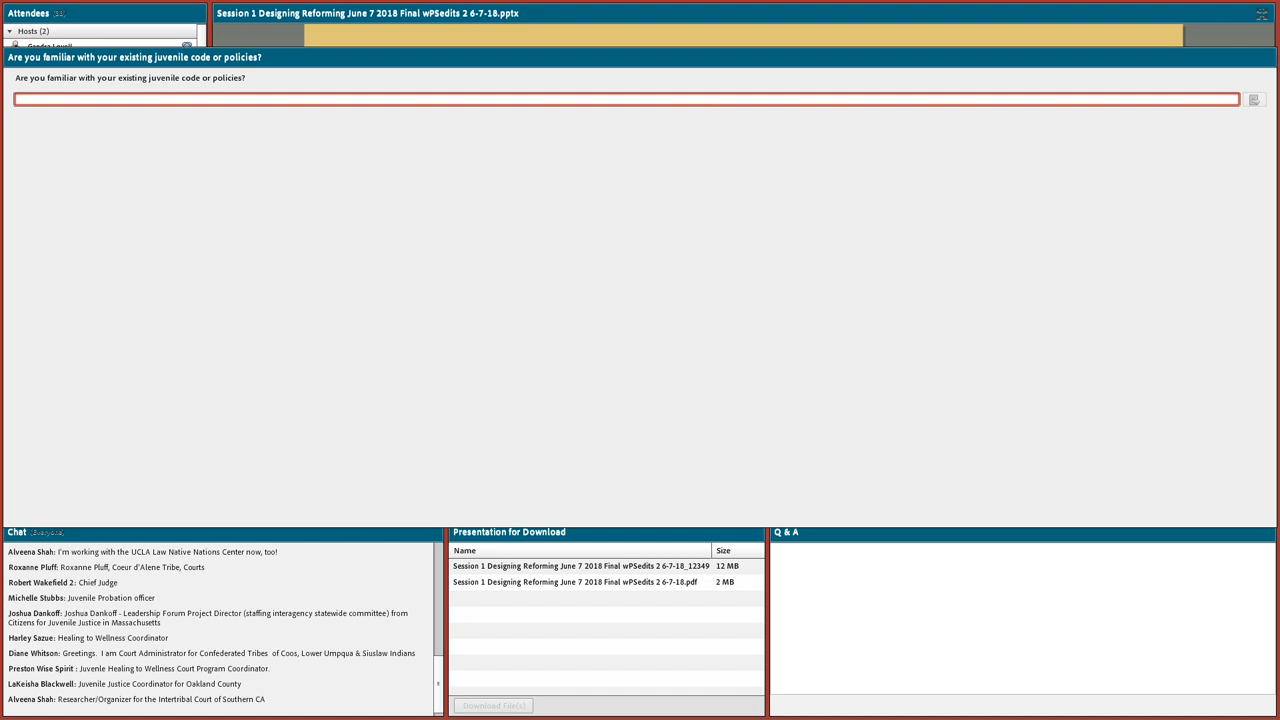 Attendees (33)
Session 1 Designing Reforming June 7 2018 Final wPSedits 2 6-7-18.pptx
Hosts (2)
Are you familiar with your existing juvenile code or policies?
Are you familiar with your existing juvenile code or policies?
Chat (Everyone)
Alveena Shah: I'm working with the UCLA Law Native Nations Center now, too!
Roxanne Pluff: Roxanne Pluff, Coeur d'Alene Tribe, Courts
Robert Wakefield 2: Chief Judge
Michelle Stubbs: Juvenile Probation officer
Joshua Dankoff: Joshua Dankoff - Leadership Forum Project Director (staffing interagency statewide committee) from
Citizens for Juvenile Justice in Massachusetts
Harley Sazue: Healing to Wellness Coordinator
Diane Whitson: Greetings. I am Court Administrator for Confederated Tribes of Coos, Lower Umpqua & Siuslaw Indians
Preston Wise Spirit : Juvenile Healing to Wellness Court Program Coordinator.
LaKeisha Blackwell: Juvenile Justice Coordinator for Oakland County
Alveena Shah: Researcher/Organizer for the Intertribal Court of Southern CA
Presentation for Download
Name Size
Session 1 Designing Reforming June 7 2018 Final wPSedits 2 6-7-18_12349 12 MB
Session 1 Designing Reforming June 7 2018 Final wPSedits 2 6-7-18.pdf 2 MB
Download File(s)
Q & A